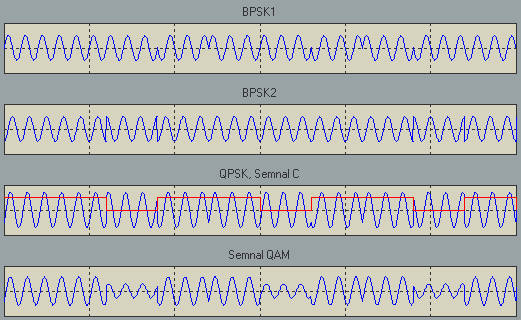 BPSK1
BPSK2
QPSK, Semnal C
Semnal QAM